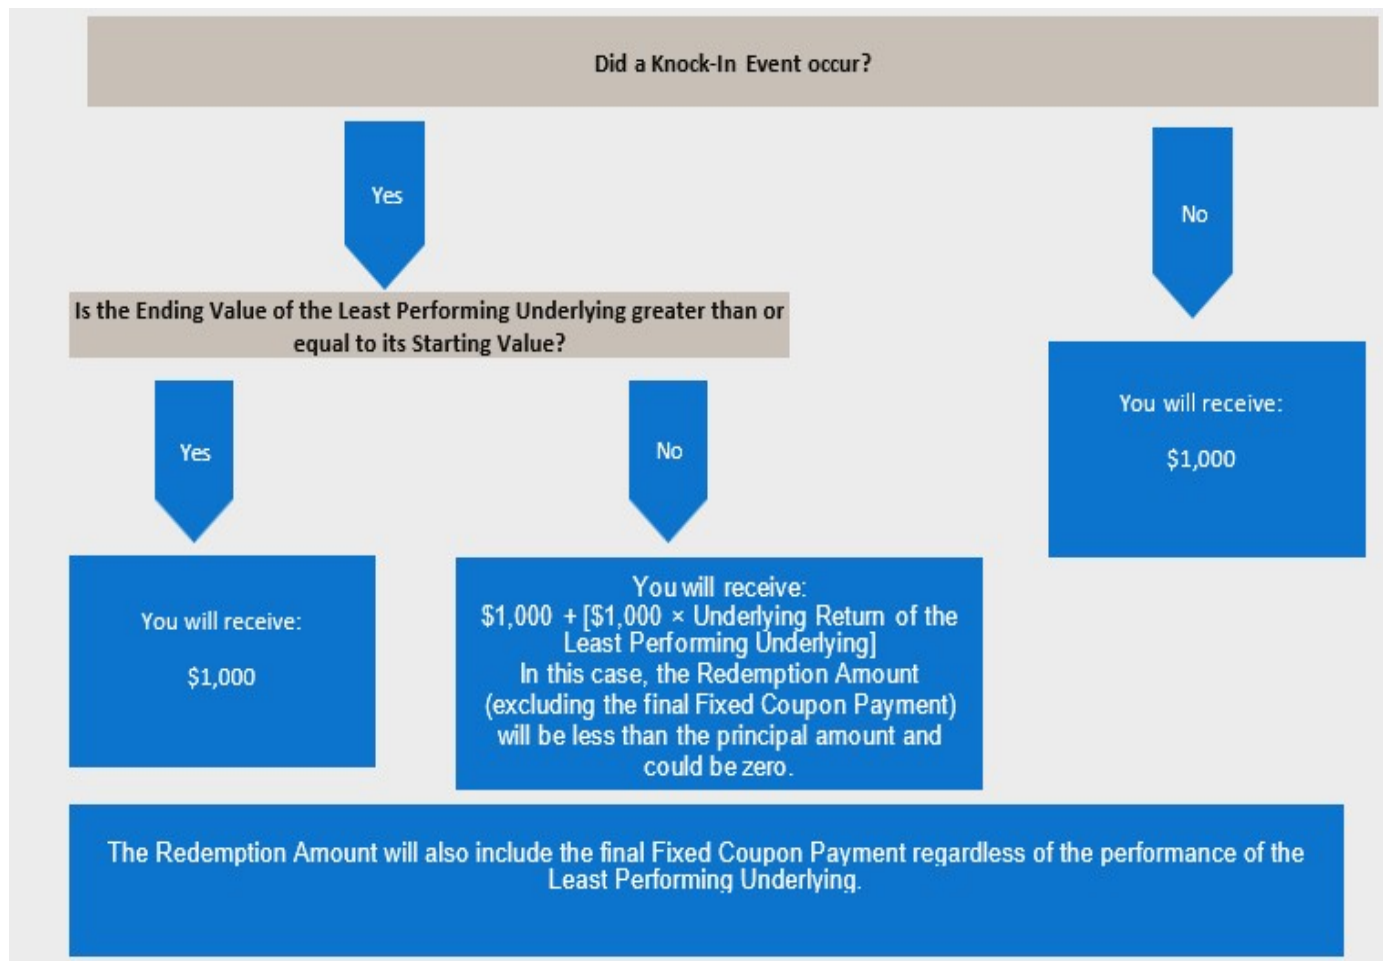 Did a Knock-In Event occur?
Yes
No
Is the Ending Value of the Least Performing Underlying greater than or
equal to its Starting Value?
Yes
No
You will receive:
$1,000
You will receive:
$1,000
You will receive:
$1,000 + [$1,000 × Underlying Return of the
Least Performing Underlying]
In this case, the Redemption Amount
(excluding the final Fixed Coupon Payment)
will be less than the principal amount and
could be zero.
The Redemption Amount will also include the final Fixed Coupon Payment regardless of the performance of the
Least Performing Underlying.